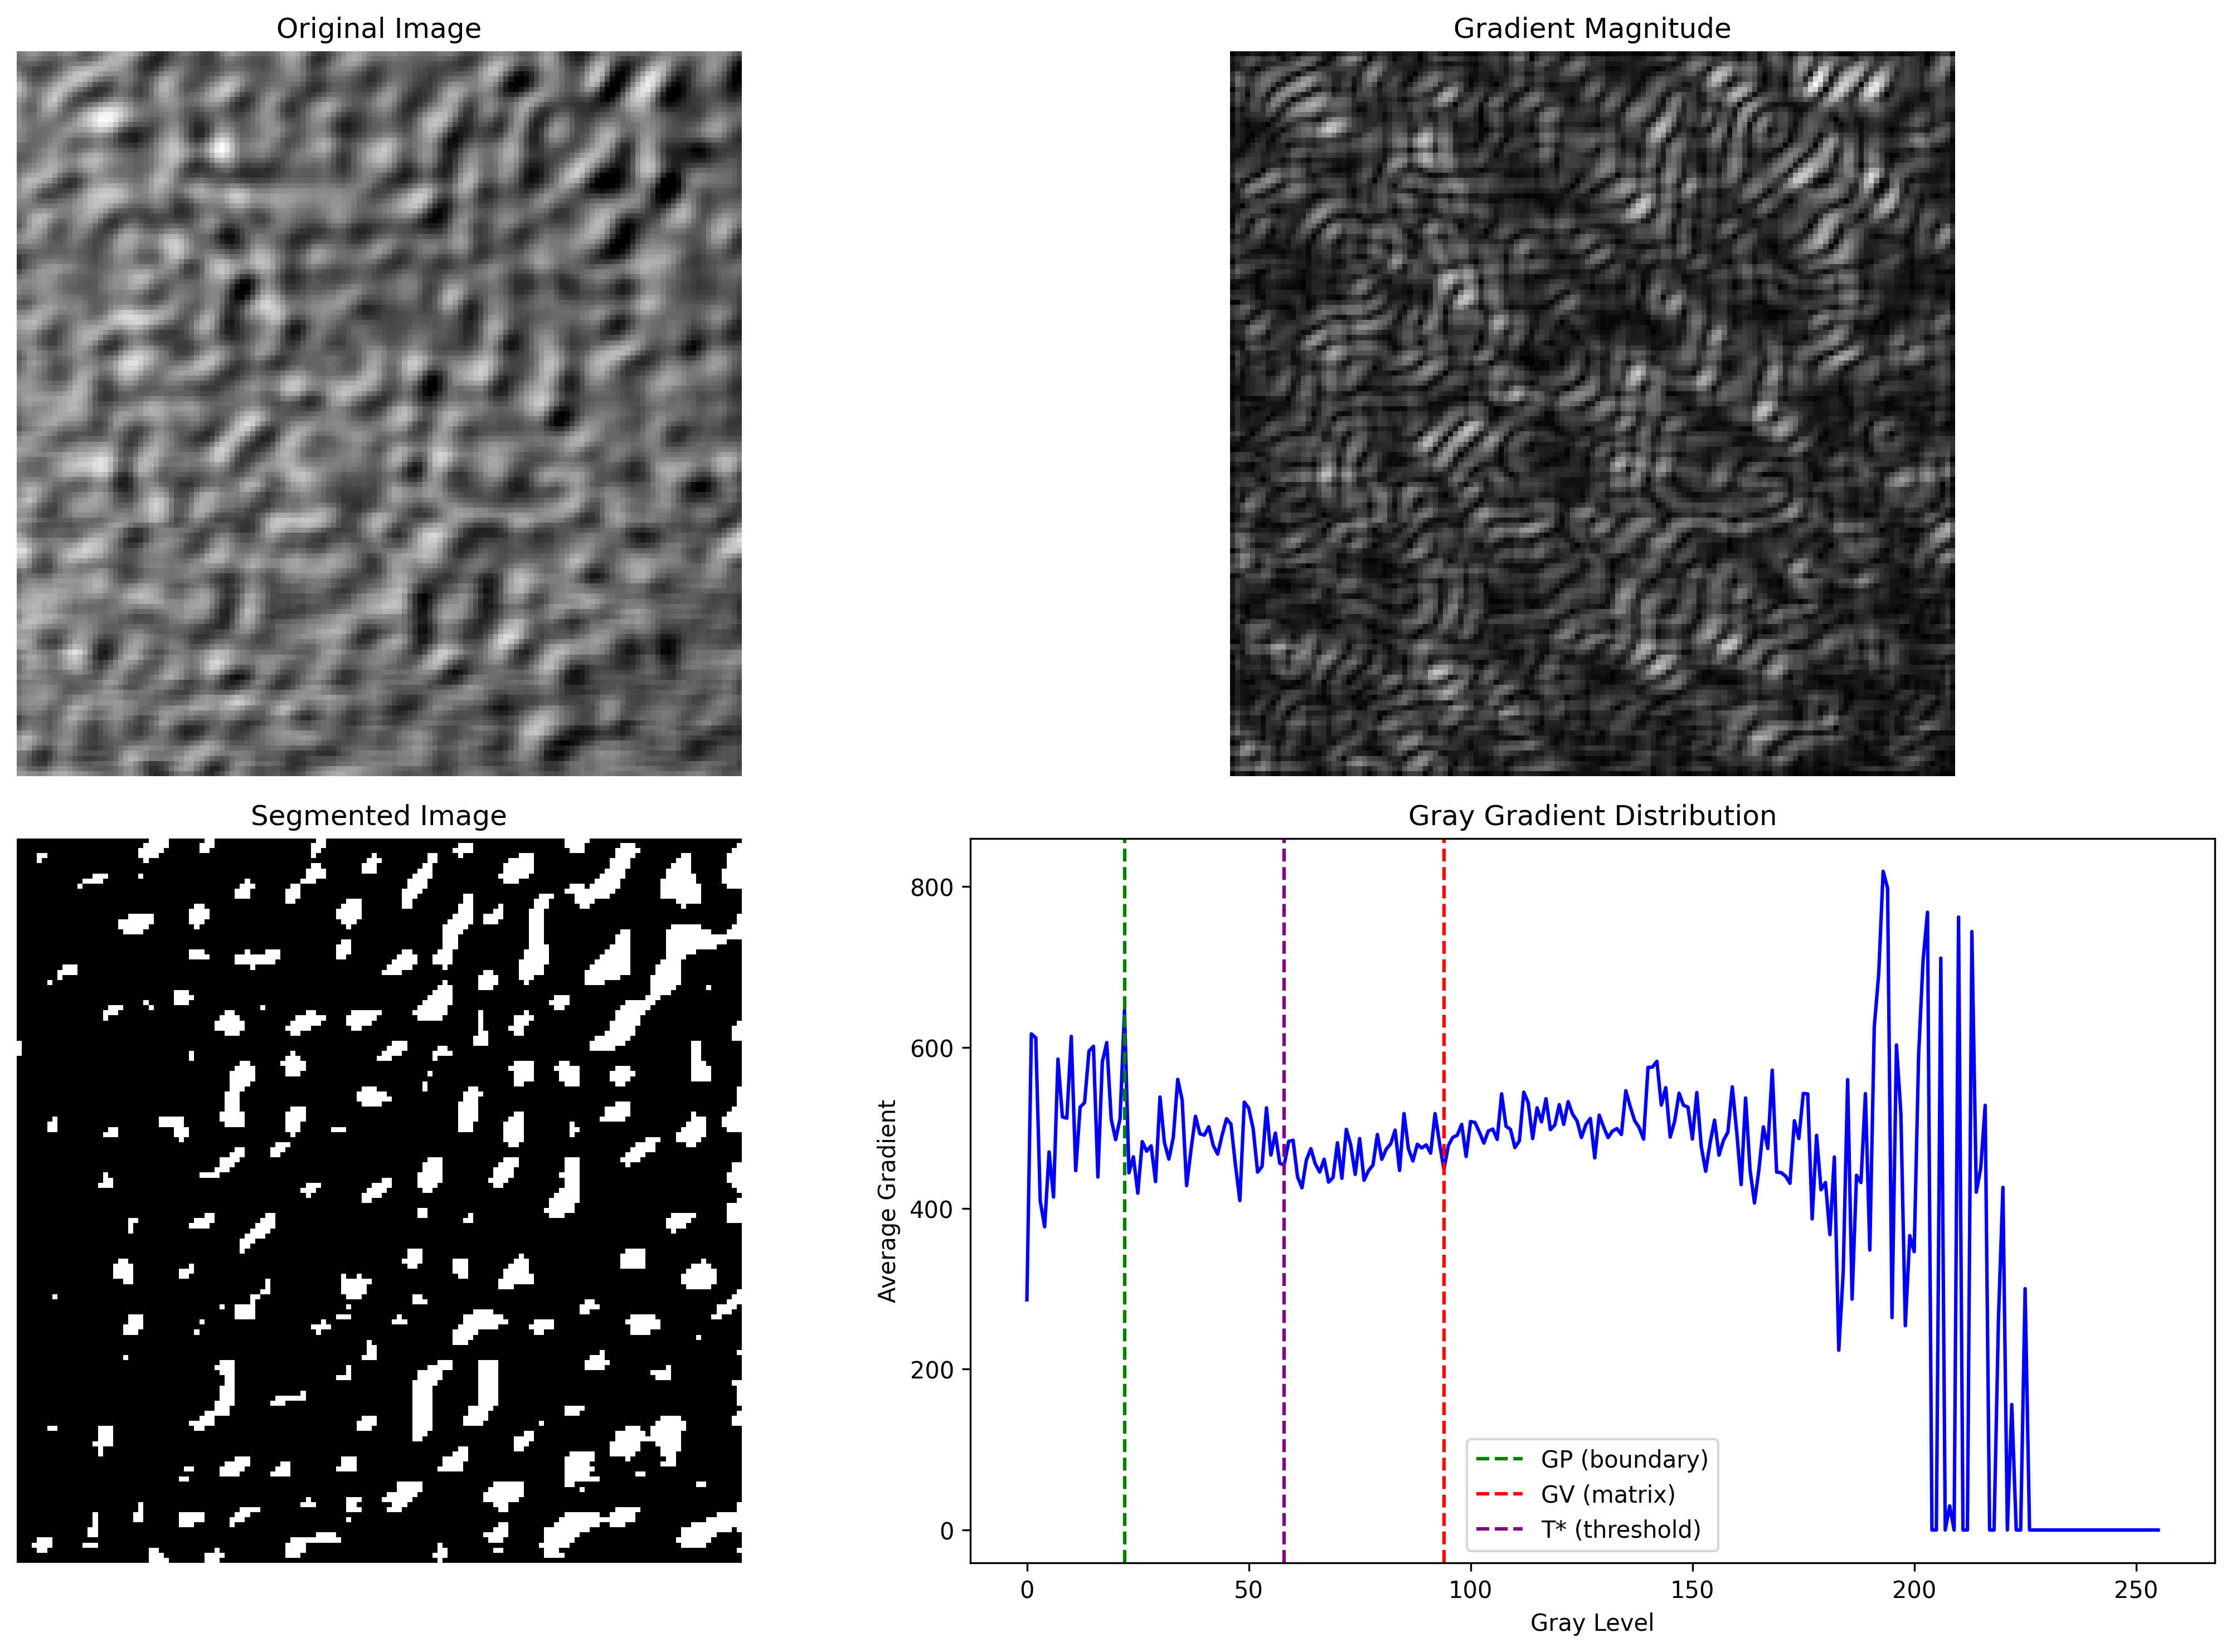 Original Image
Gradient Magnitude
Segmented Image
Gray Gradient Distribution
800
600
400
200
0
Average Gradient
GP (boundary)
GV (matrix)
T* (threshold)
0 50 100 150 200 250
Gray Level